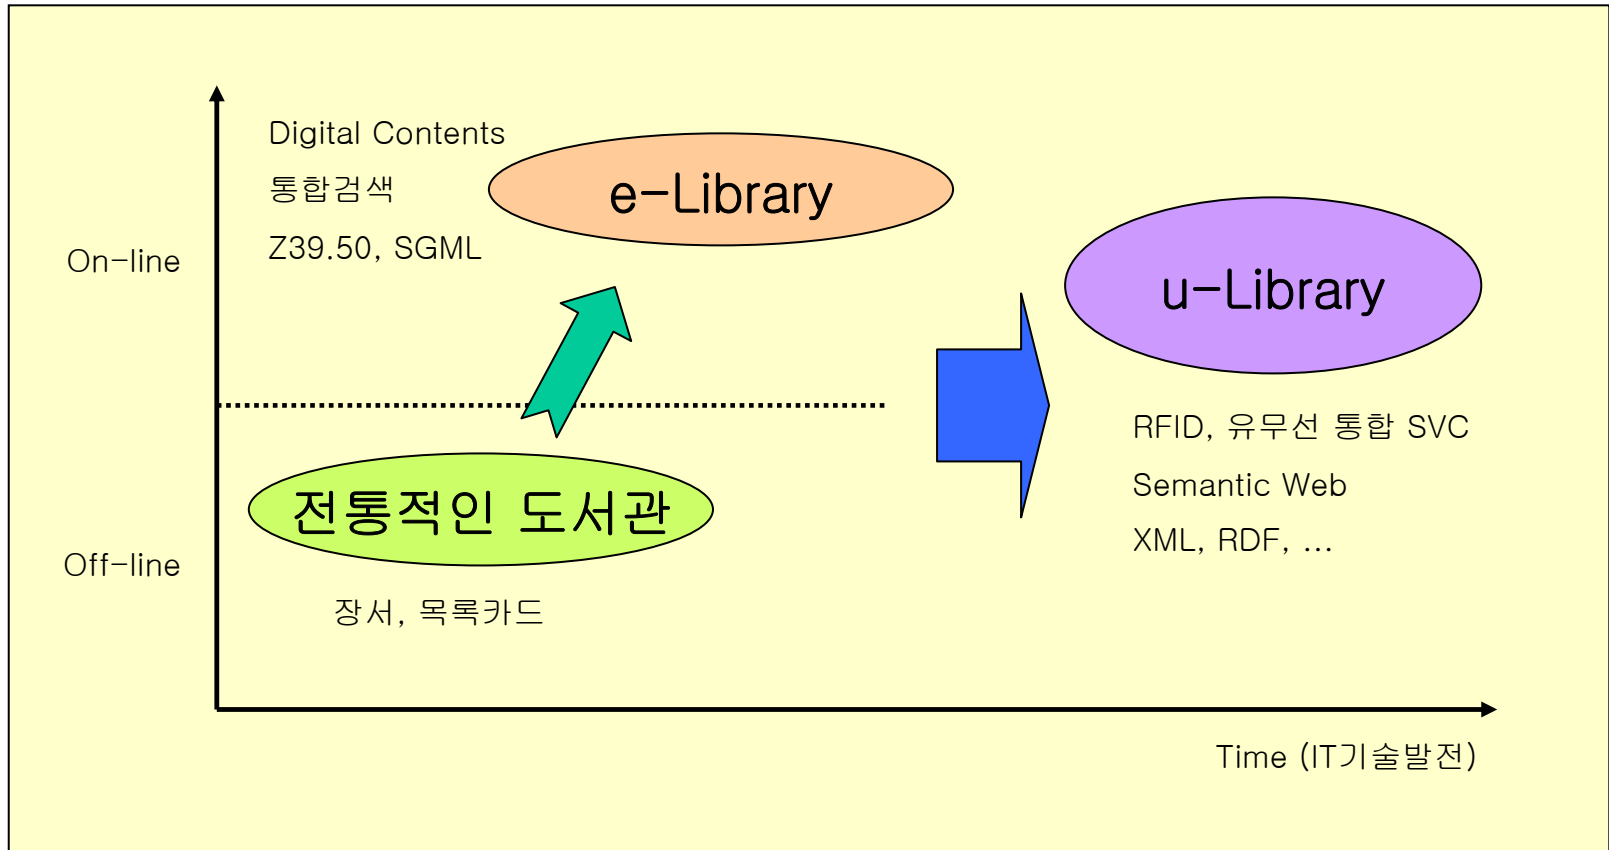 Digital Contents
통합검색
Z39.50, SGML
e-Library
On-line
u-Library
RFID, 유무선 통합 SVC
Semantic Web
XML, RDF, ...
전통적인 도서관
Off-line
장서, 목록카드
Time (IT기술발전)